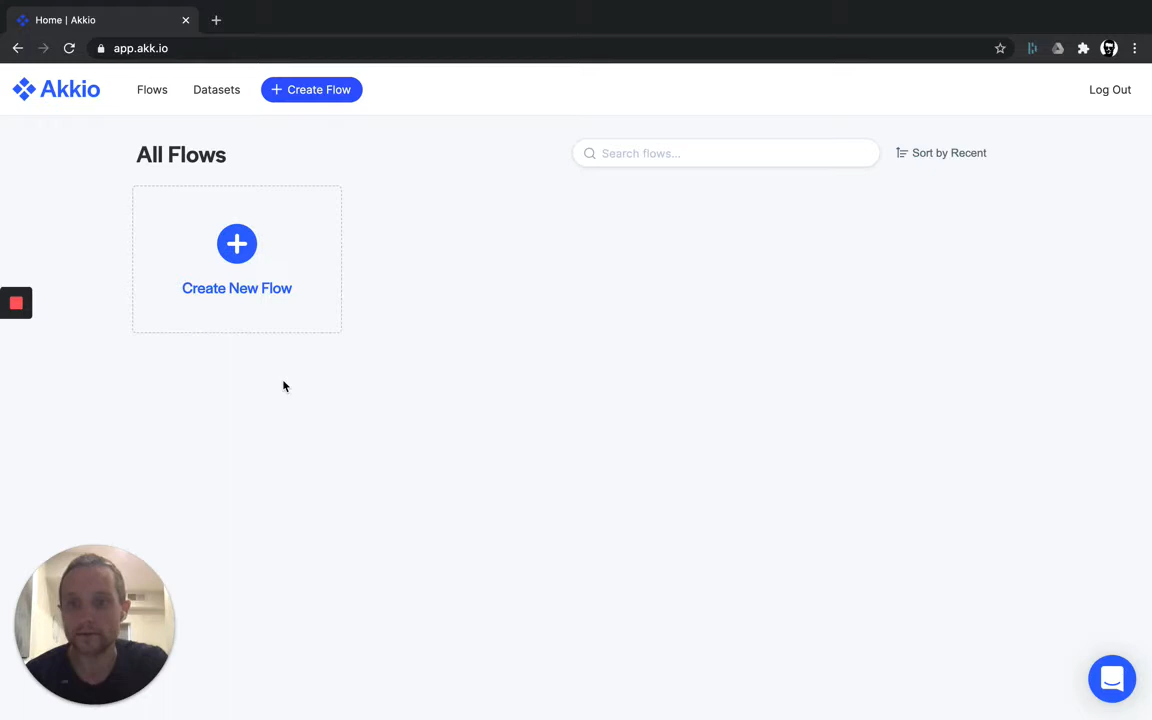 Home | Akkio
app.akk.io
Akkio
Flows
Datasets
Create Flow
Log Out
All Flows
Search flows...
Sort by Recent
Create New Flow